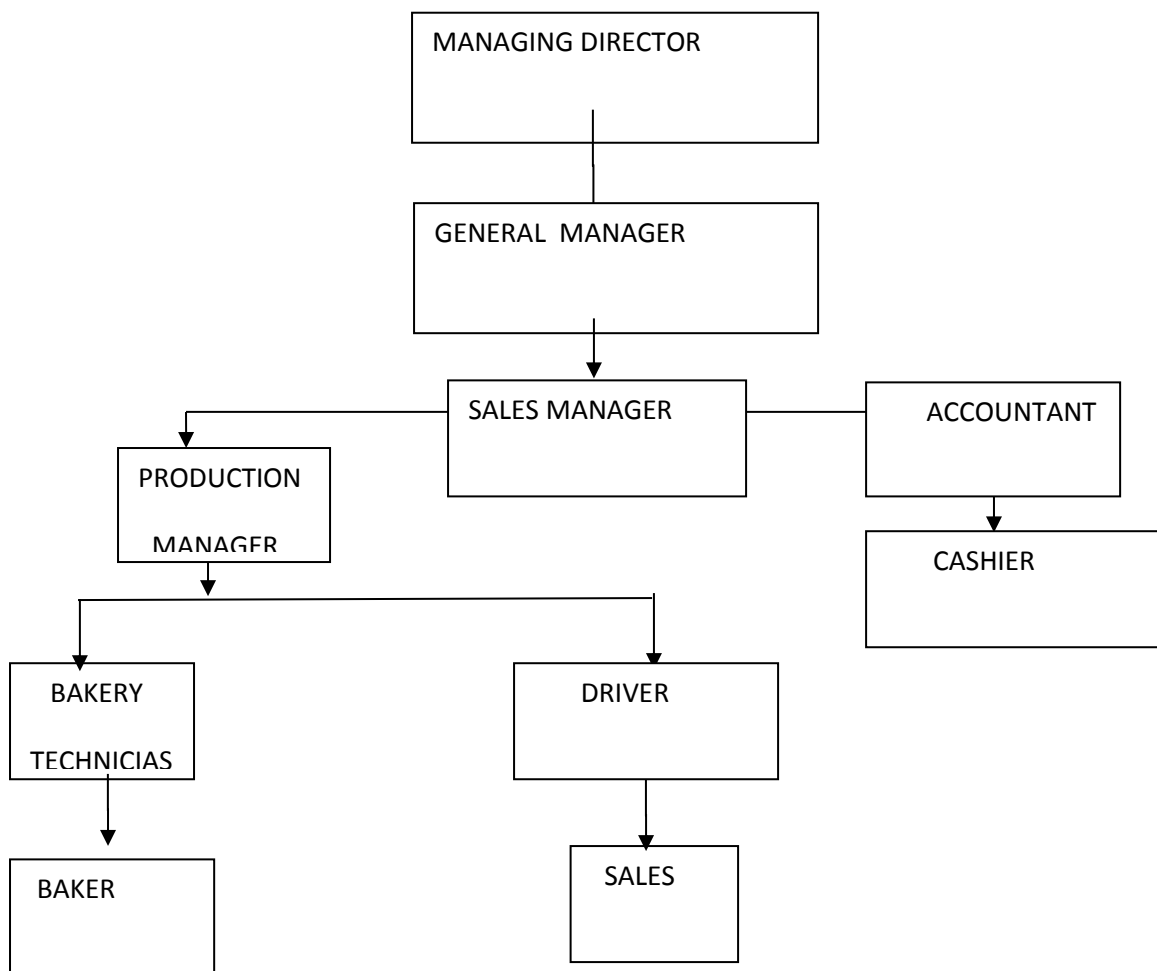 MANAGING DIRECTOR
GENERAL MANAGER
SALES MANAGER
ACCOUNTANT
PRODUCTION
MANAGER
CASHIER
BAKERY
TECHNICIAS
DRIVER
BAKER
SALES